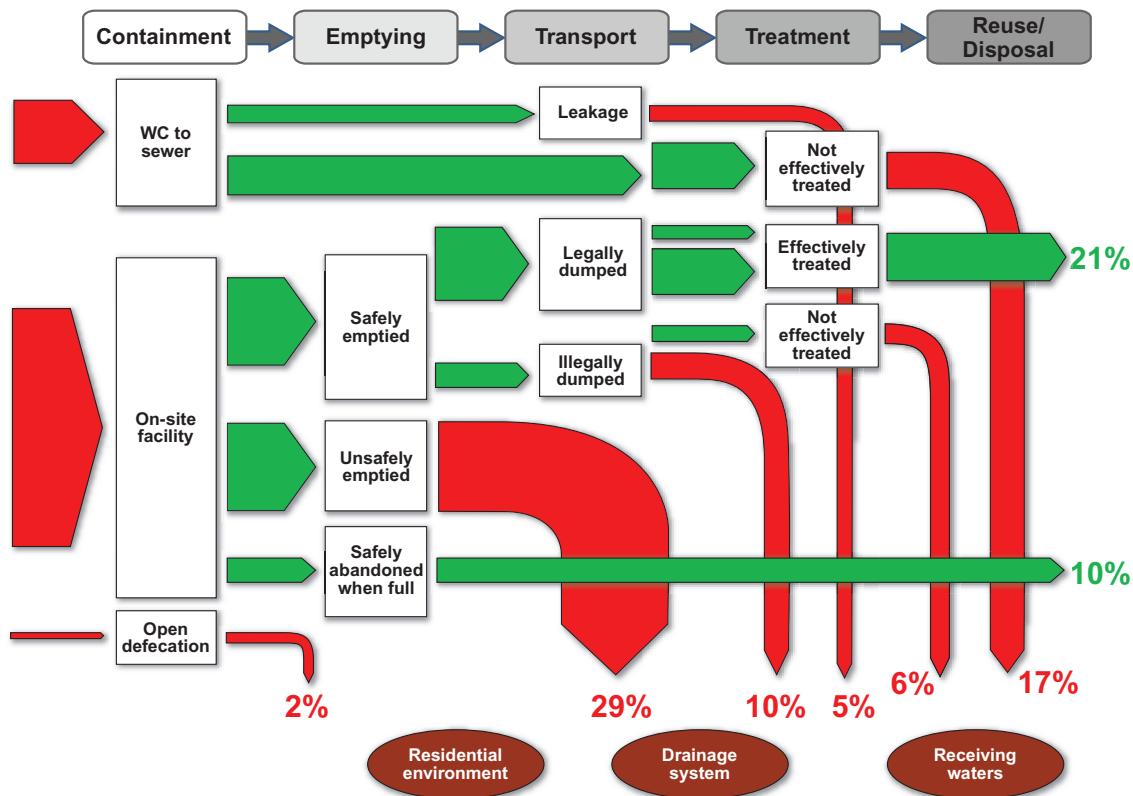 Containment
Emptying
Transport
Treatment
Reuse/
Disposal
WC to
sewer
Leakage
Not
effectively
treated
Legally
dumped
Effectively
treated
21%
On-site
facility
Safely
emptied
Illegally
dumped
Not
effectively
treated
Unsafely
emptied
Safely
abandoned
when full
10%
Open
defecation
2%
29%
10%
5%
6%
17%
Residential
environment
Drainage
system
Receiving
waters